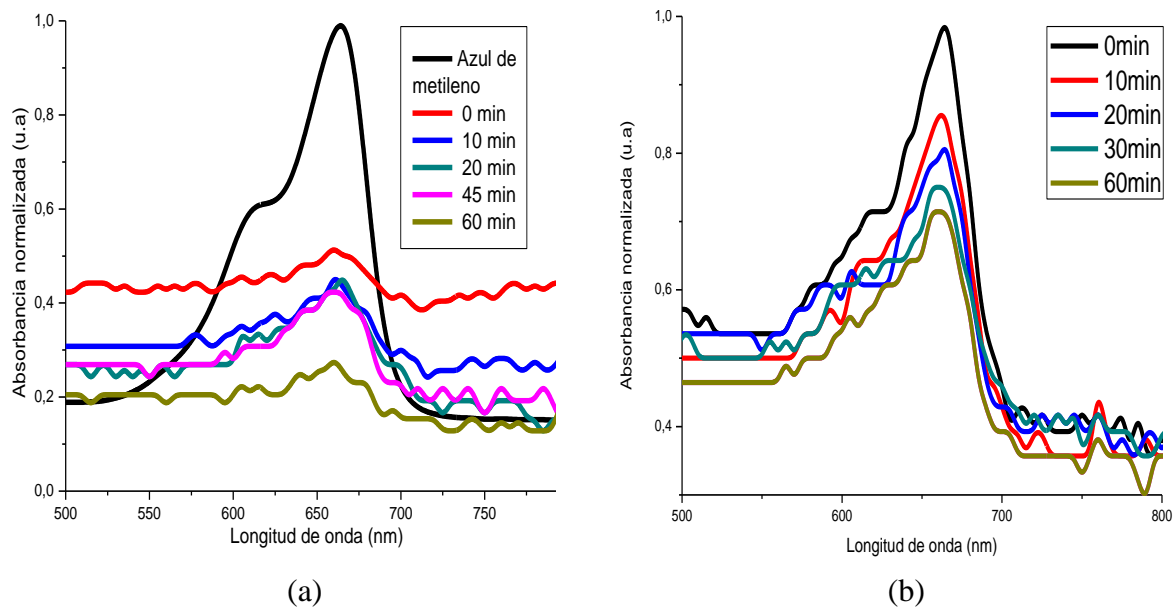 (a)
1,0
0,8
0,6
0,4
0,2
0,0
Absorbancia normalizada (u.a)
500
550
600
650
700
750
Longitud de onda (nm)
Azul de
metileno
0 min
10 min
20 min
45 min
60 min
(a)
(b)
1,0
0,8
0,6
0,4
Absorbancia normalizada (u.a)
500
600
700
800
Longitud de onda (nm)
0min
10min
20min
30min
60min
(b)